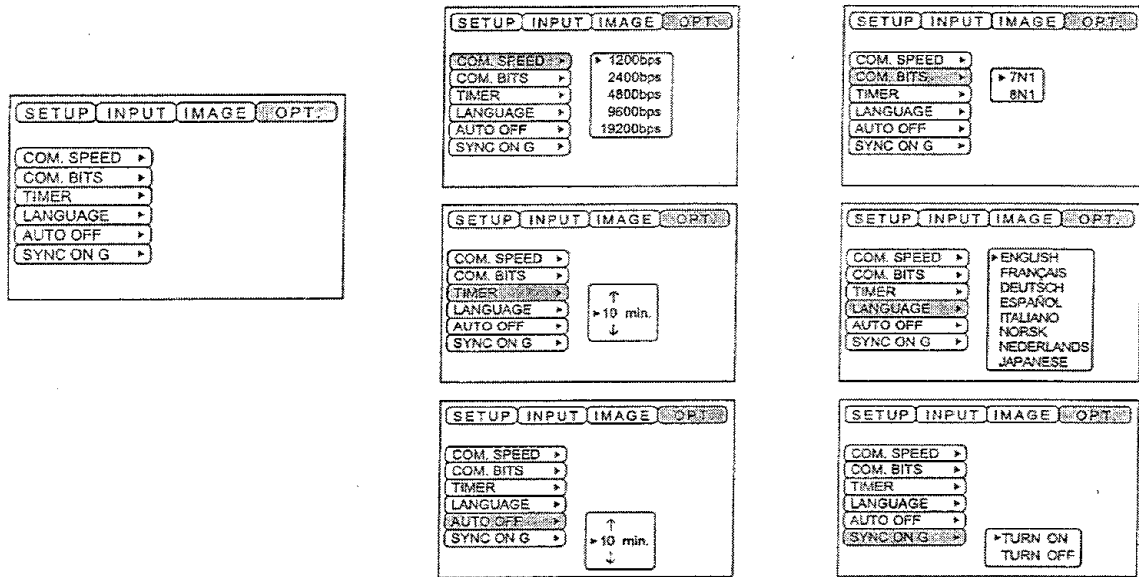 SETUP INPUT IMAGE OPT.
COM. SPEED ▸
COM. BITS ▸
TIMER ▸
LANGUAGE ▸
AUTO OFF ▸
SYNC ON G ▸
SETUP INPUT IMAGE OPT.
COM. SPEED ▸
COM. BITS ▸
TIMER ▸
LANGUAGE ▸
AUTO OFF ▸
SYNC ON G ▸
▸ 1200bps
2400bps
4800bps
9600bps
19200bps
SETUP INPUT IMAGE OPT.
COM. SPEED ▸
COM. BITS ▸
TIMER ▸
LANGUAGE ▸
AUTO OFF ▸
SYNC ON G ▸
▸ 7N1
8N1
SETUP INPUT IMAGE OPT.
COM. SPEED ▸
COM. BITS ▸
TIMER ▸
LANGUAGE ▸
AUTO OFF ▸
SYNC ON G ▸
↑
▸10 min.
↓
SETUP INPUT IMAGE OPT.
COM. SPEED ▸
COM. BITS ▸
TIMER ▸
LANGUAGE ▸
AUTO OFF ▸
SYNC ON G ▸
▸ENGLISH
FRANÇAIS
DEUTSCH
ESPAÑOL
ITALIANO
NORSK
NEDERLANDS
JAPANESE
SETUP INPUT IMAGE OPT.
COM. SPEED ▸
COM. BITS ▸
TIMER ▸
LANGUAGE ▸
AUTO OFF ▸
SYNC ON G ▸
↑
▸10 min.
↓
SETUP INPUT IMAGE OPT.
COM. SPEED ▸
COM. BITS ▸
TIMER ▸
LANGUAGE ▸
AUTO OFF ▸
SYNC ON G ▸
▸TURN ON
TURN OFF